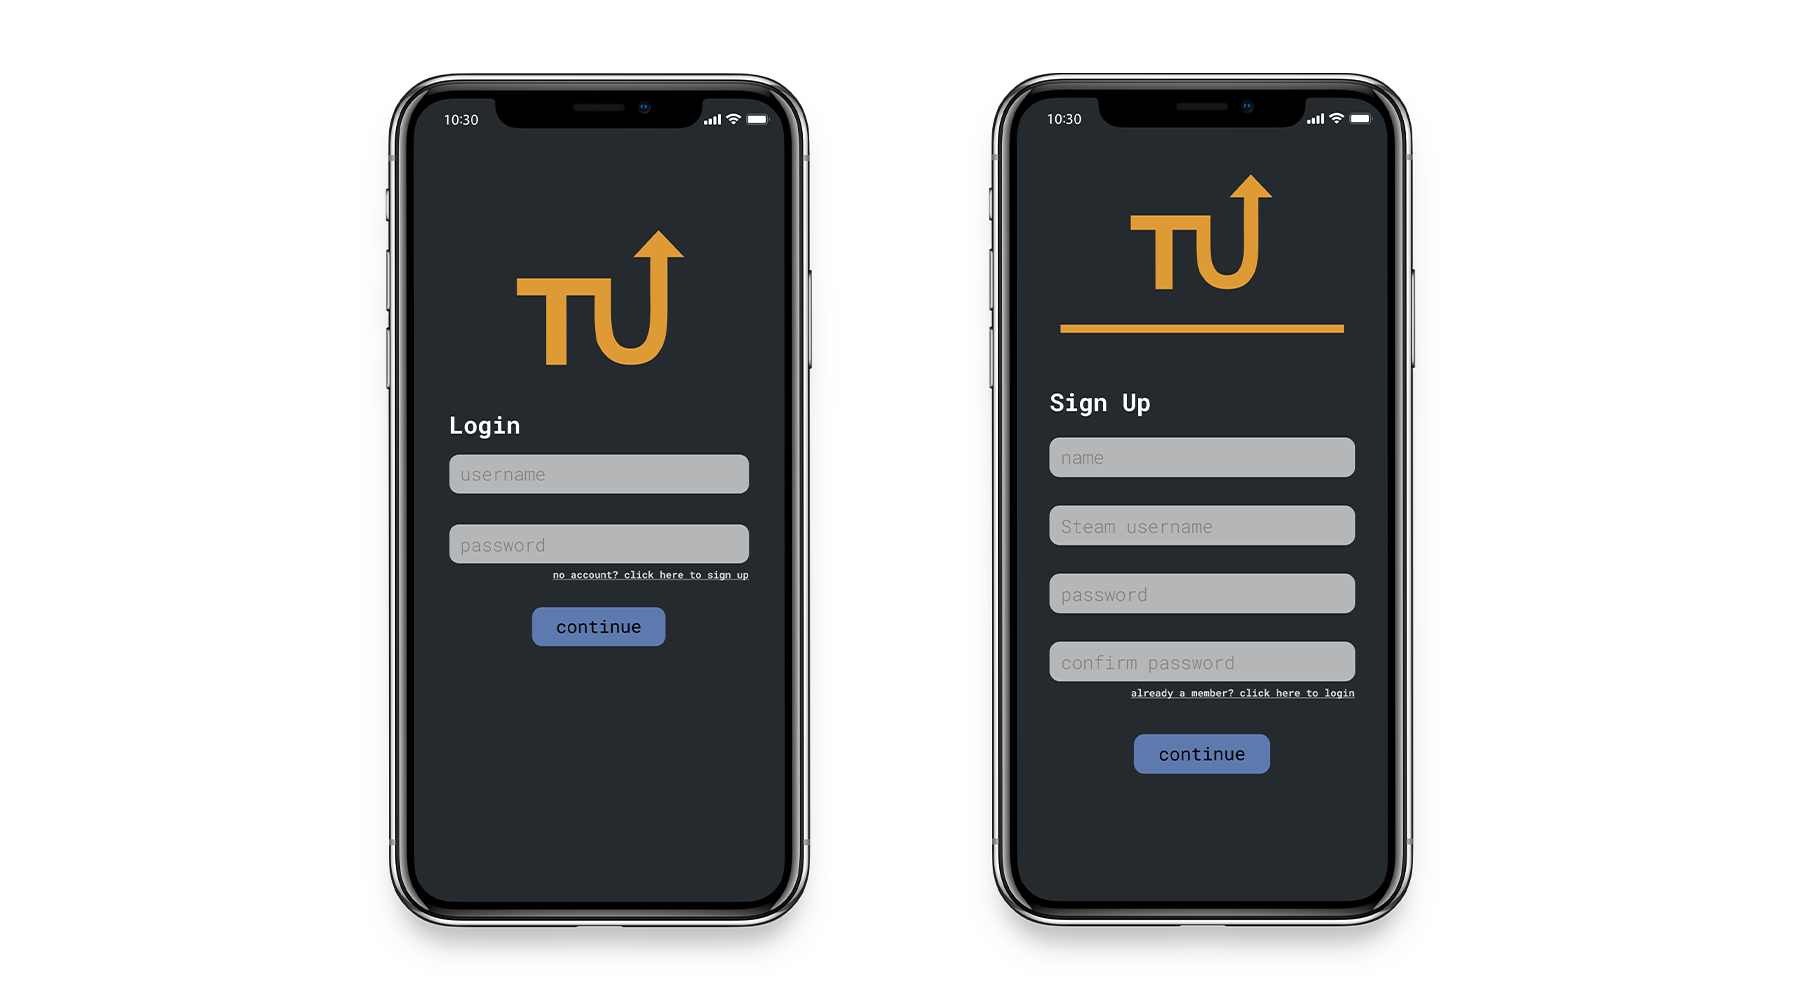 10:30
TU
Login
username
password
no account? click here to sign up
continue
10:30
TU
Sign Up
name
Steam username
password
confirm password
already a member? click here to login
continue